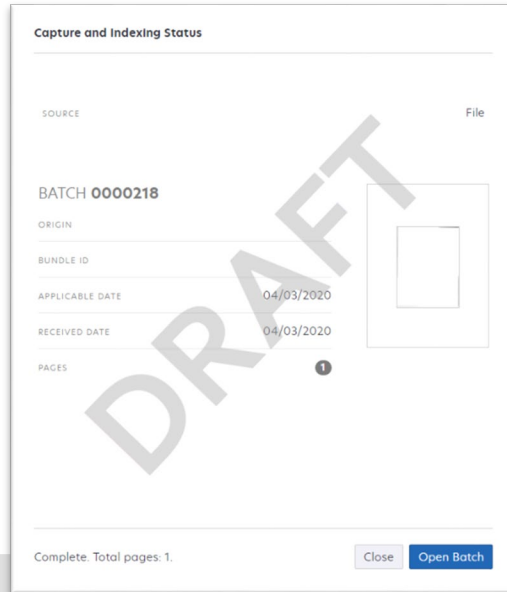 Capture and Indexing Status
SOURCE File
BATCH 0000218
ORIGIN
BUNDLE ID
APPLICABLE DATE 04/03/2020
RECEIVED DATE 04/03/2020
PAGES 1
DRAFT
Complete. Total pages: 1. Close Open Batch